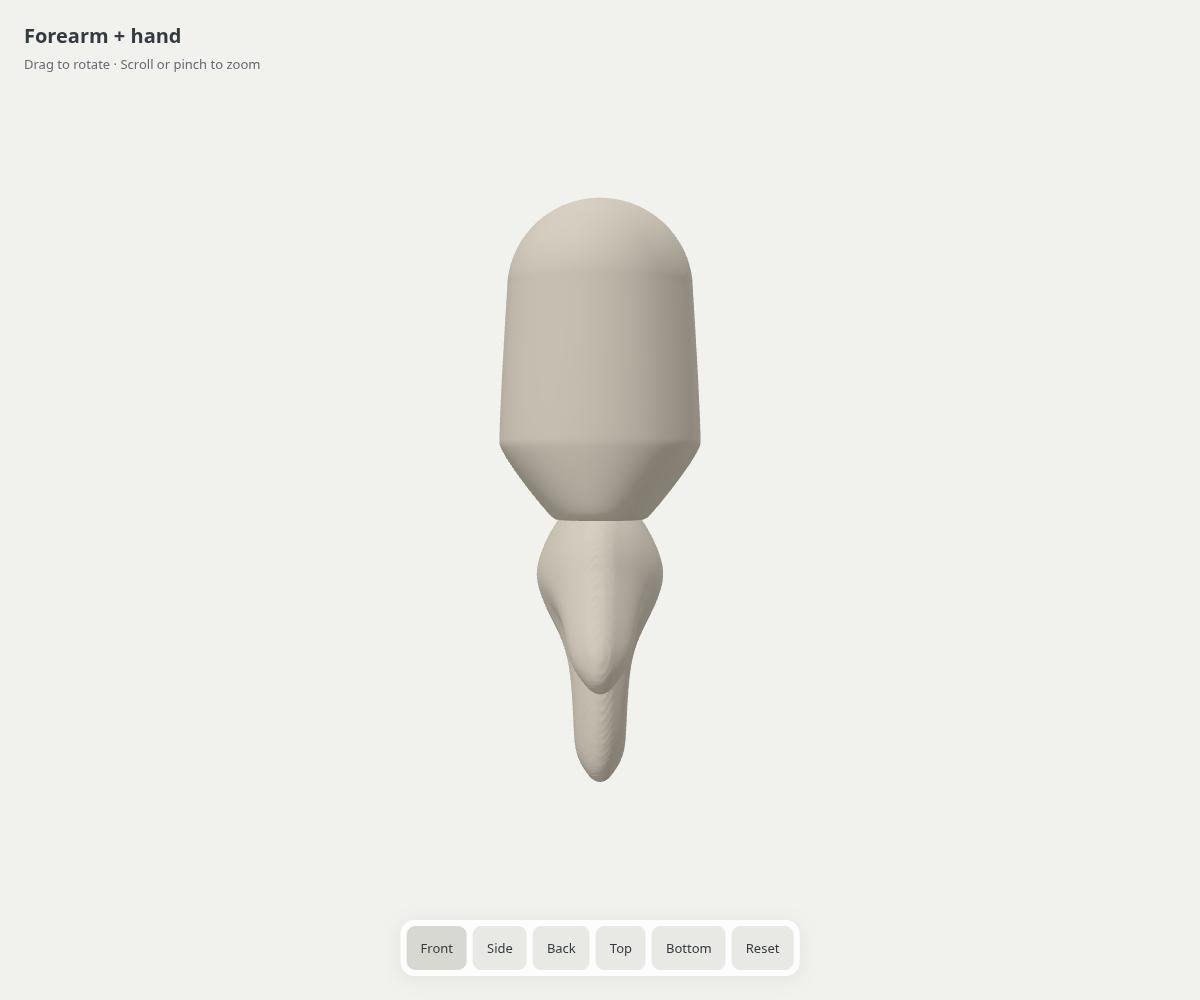 Forearm + hand
Drag to rotate · Scroll or pinch to zoom
Front Side Back Top Bottom Reset